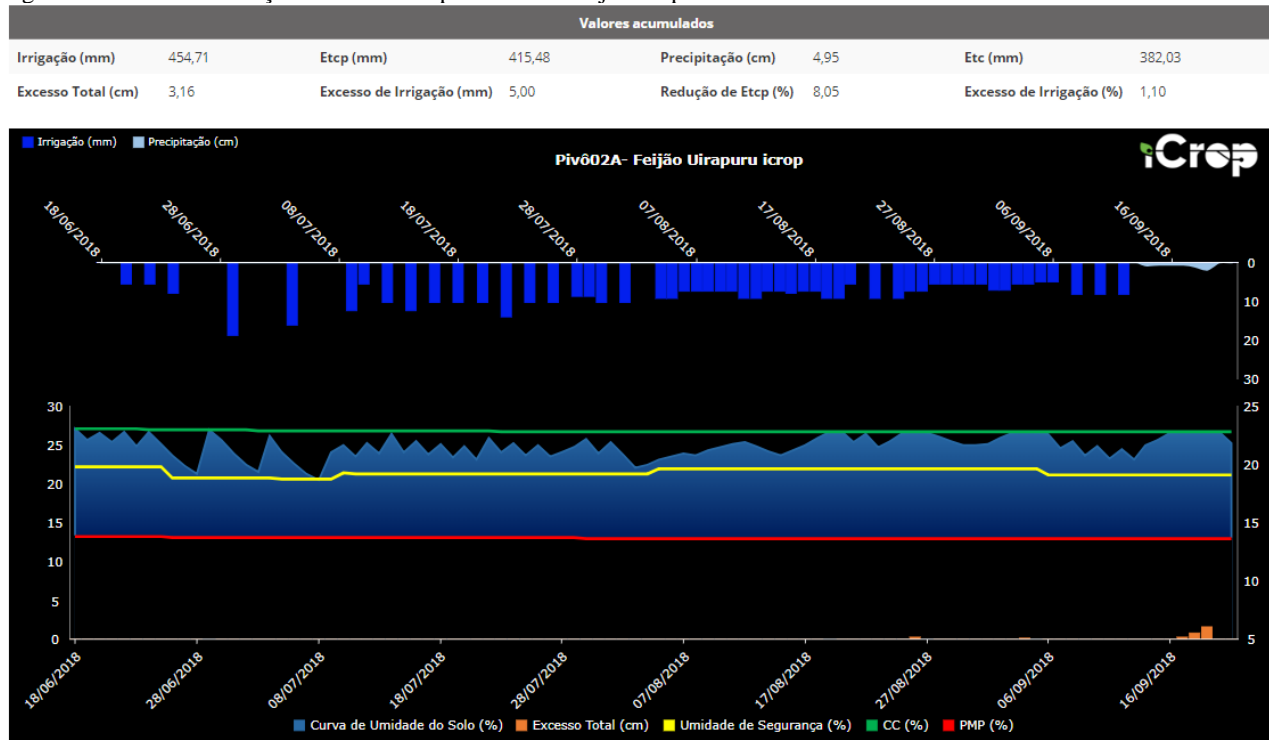 Valores acumulados
Irrigação (mm) 454,71 Etcp (mm) 415,48 Precipitação (cm) 4,95 Etc (mm) 382,03
Excesso Total (cm) 3,16 Excesso de Irrigação (mm) 5,00 Redução de Etcp (%) 8,05 Excesso de Irrigação (%) 1,10
Irrigação (mm) Precipitação (cm)
iCrop
Pivô02A- Feijão Uirapuru icrop
18/06/2018 28/06/2018 08/07/2018 18/07/2018 28/07/2018 07/08/2018 17/08/2018 27/08/2018 06/09/2018 16/09/2018
0
10
20
30
30 25
25
20 20
15 15
10 10
5
0 5
18/06/2018 28/06/2018 08/07/2018 18/07/2018 28/07/2018 07/08/2018 17/08/2018 27/08/2018 06/09/2018 16/09/2018
Curva de Umidade do Solo (%) Excesso Total (cm) Umidade de Segurança (%) CC (%) PMP (%)